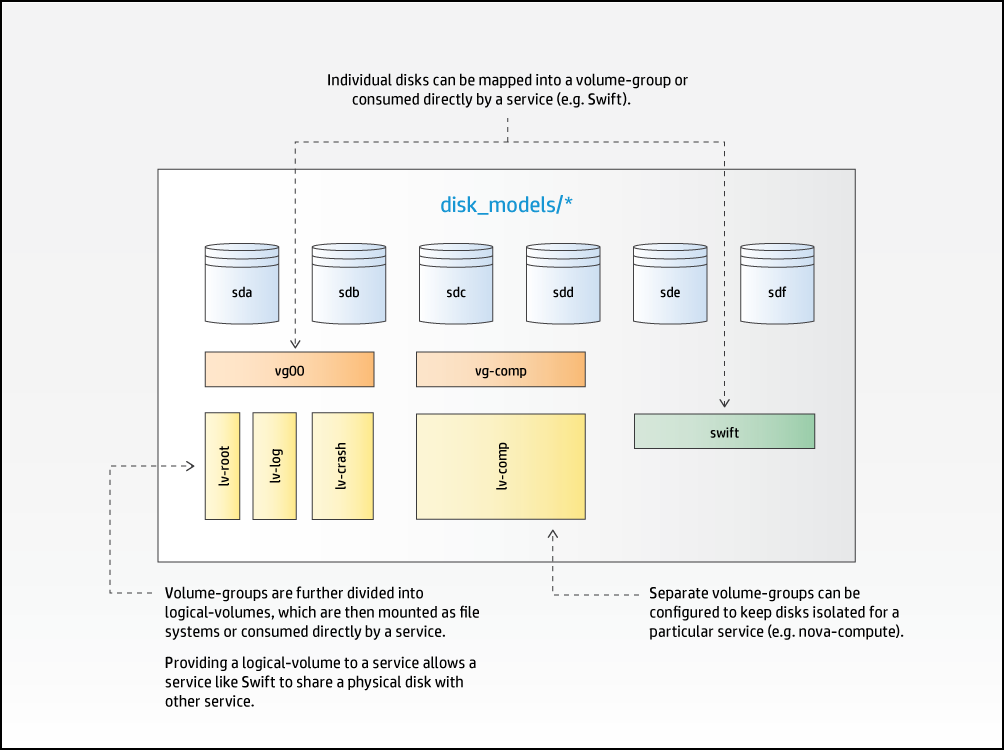 Individual disks can be mapped into a volume-group or
consumed directly by a service (e.g. Swift).
disk_models/*
sda
sdb
sdc
sdd
sde
sdf
vg00
vg-comp
lv-root
lv-log
lv-crash
lv-comp
swift
Volume-groups are further divided into
logical-volumes, which are then mounted as file
systems or consumed directly by a service.
Providing a logical-volume to a service allows a
service like Swift to share a physical disk with
other service.
Separate volume-groups can be
configured to keep disks isolated for a
particular service (e.g. nova-compute).